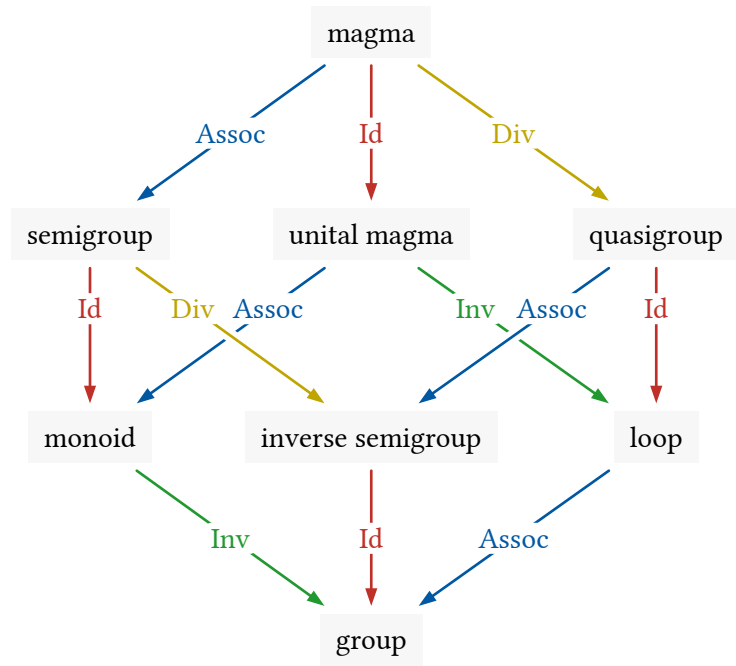 magma
Assoc Id Div
semigroup unital magma quasigroup
Id Div Assoc Inv Assoc Id
monoid inverse semigroup loop
Inv Id Assoc
group